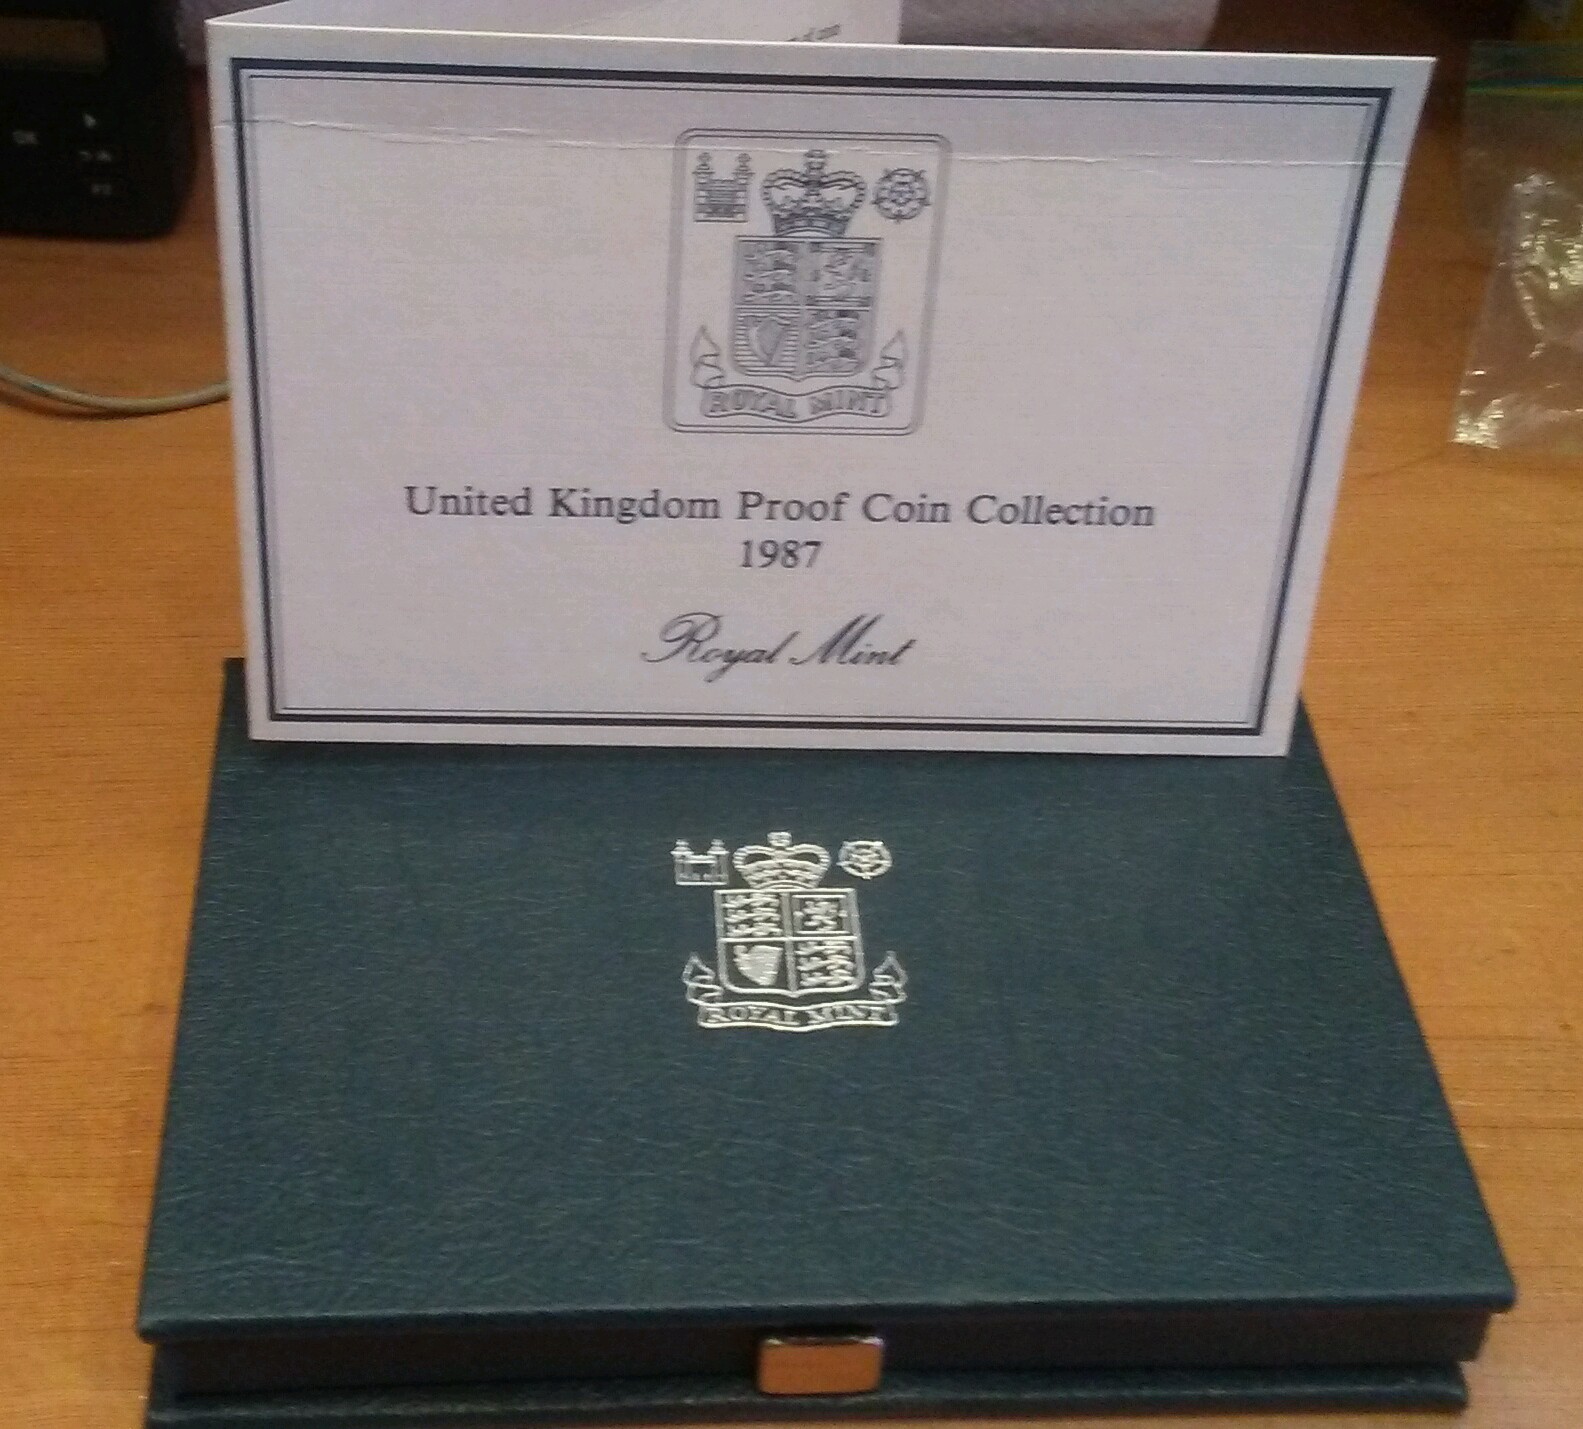 ROYAL MINT
United Kingdom Proof Coin Collection
1987
Royal Mint
ROYAL MINT